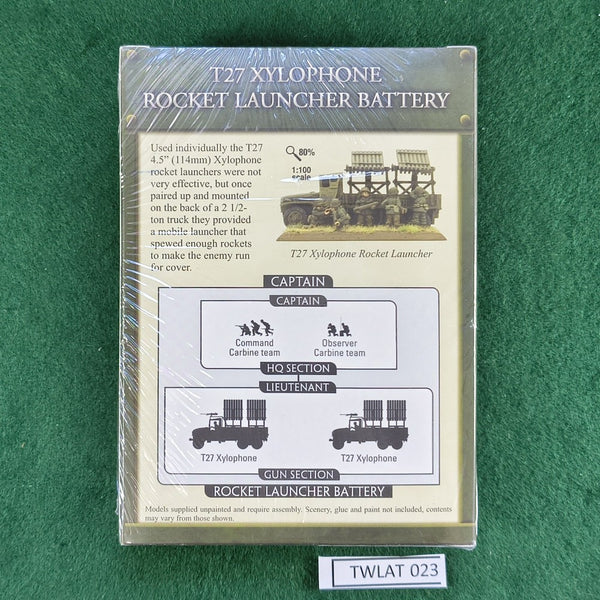 T27 XYLOPHONE
ROCKET LAUNCHER BATTERY
Used individually the T27
4.5” (114mm) Xylophone
rocket launchers were not
very effective, but once
paired up and mounted
on the back of a 2 1/2-
ton truck they provided
a mobile launcher that
spewed enough rockets
to make the enemy run
for cover.
80%
1:100
scale
T27 Xylophone Rocket Launcher
CAPTAIN
CAPTAIN
Command
Carbine team
Observer
Carbine team
HQ SECTION
LIEUTENANT
T27 Xylophone
T27 Xylophone
GUN SECTION
ROCKET LAUNCHER BATTERY
Models supplied unpainted and require assembly. Scenery, glue and paint not included, contents
may vary from those shown.
TWLAT 023